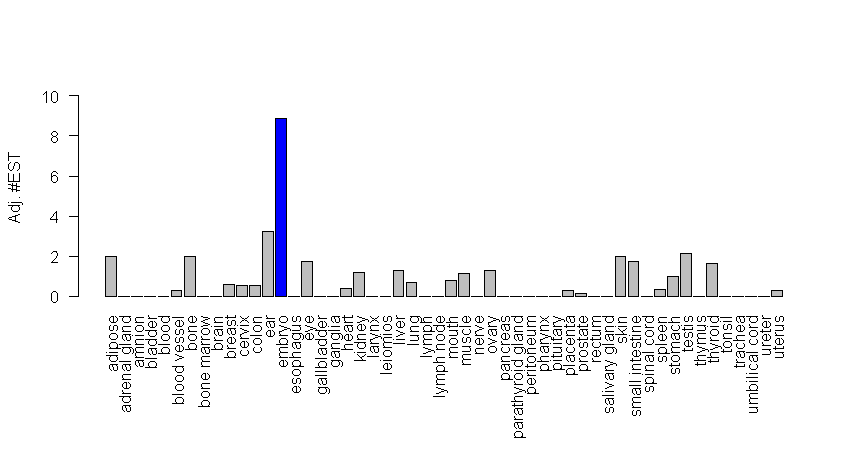 Adj. #EST
10
8
6
4
2
0
adipose
adrenal gland
amnion
bladder
blood
blood vessel
bone
bone marrow
brain
breast
cervix
colon
ear
embryo
esophagus
eye
gallbladder
ganglia
heart
kidney
larynx
leiomios
liver
lung
lymph
lymph node
mouth
muscle
nerve
ovary
pancreas
parathyroid gland
peritoneum
pharynx
pituitary
placenta
prostate
rectum
salivary gland
skin
small intestine
spinal cord
spleen
stomach
testis
thymus
thyroid
tonsil
trachea
umbilical cord
ureter
uterus